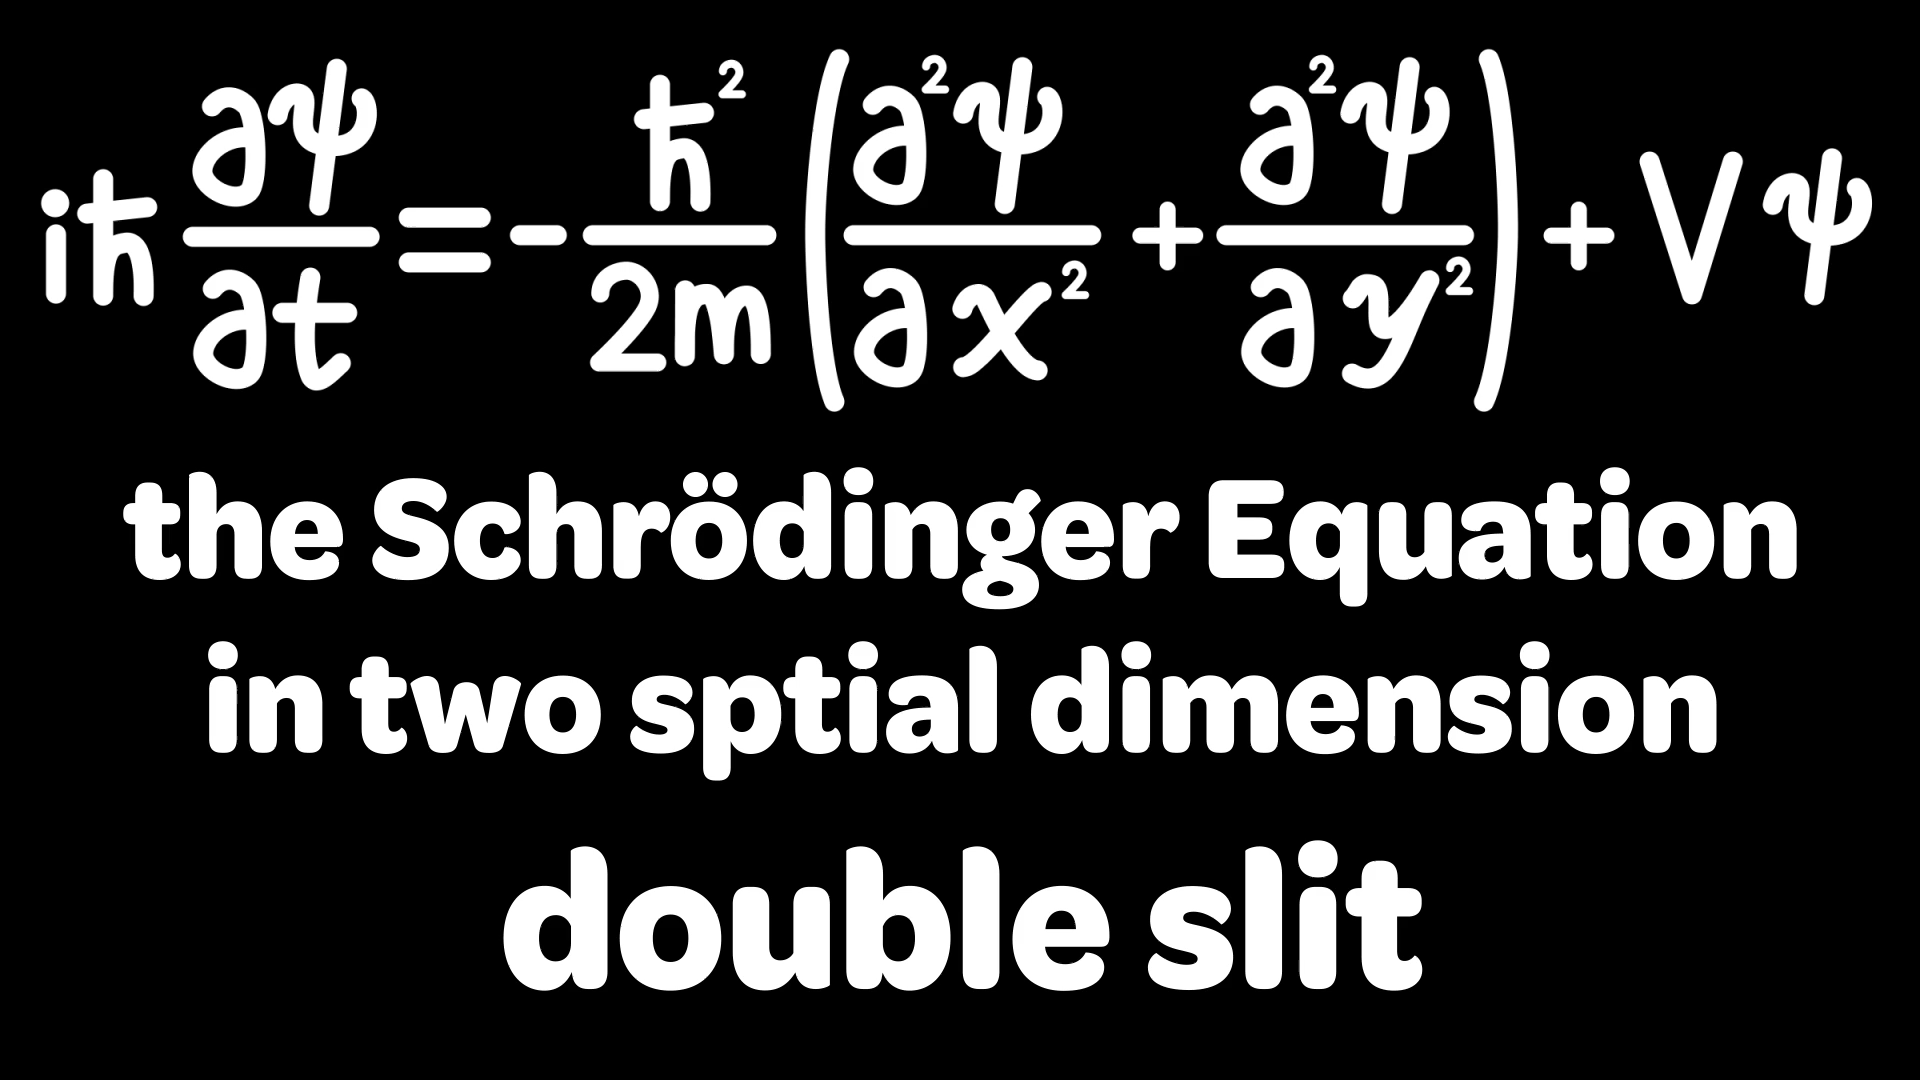 iħ ∂ψ/∂t = - ħ²/2m (∂²ψ/∂x² + ∂²ψ/∂y²) + Vψ
the Schrödinger Equation
in two sptial dimension
double slit